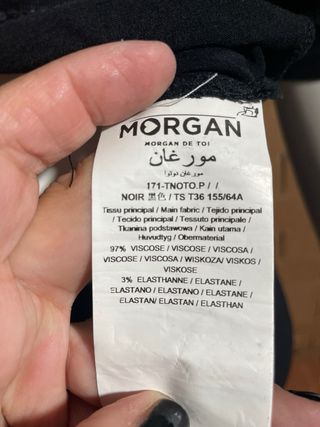 MORGAN
MORGAN DE TOI
مورغان
مورغان دوتوا
171-TNOTO.P / /
NOIR 黑色 / TS T36 155/64A
Tissu principal / Main fabric / Tejido principal
/ Tecido principal / Tessuto principale /
Tkanina podstawowa / Kain utama /
Huvudtyg / Obermaterial
97% VISCOSE / VISCOSE / VISCOSA /
VISCOSE / VISCOSA / WISKOZA/ VISKOS /
VISKOSE
3% ELASTHANNE / ELASTANE /
ELASTANO / ELASTANO / ELASTANE /
ELASTAN/ ELASTAN / ELASTHAN